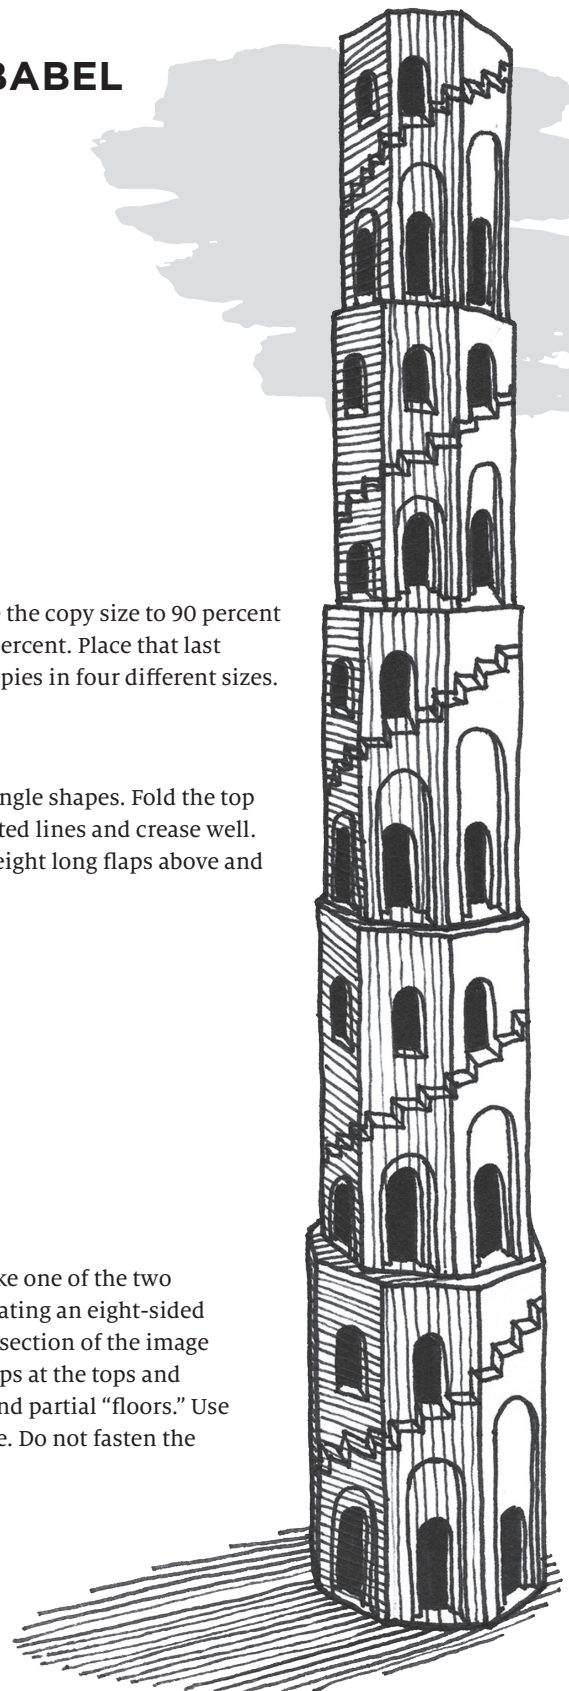 BABEL
the copy size to 90 percent
ercent. Place that last
pies in four different sizes.
ngle shapes. Fold the top
ted lines and crease well.
eight long flaps above and
ke one of the two
ating an eight-sided
section of the image
ps at the tops and
nd partial “floors.” Use
e. Do not fasten the